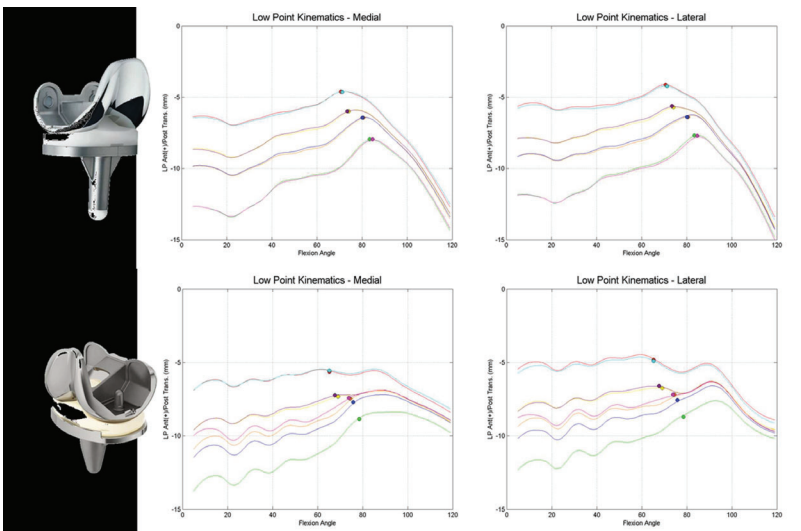 Low Point Kinematics - Medial
LP Ant(+)/Post Trans. (mm)
0
-5
-10
-15
0 20 40 60 80 100 120
Flexion Angle
Low Point Kinematics - Lateral
LP Ant(+)/Post Trans. (mm)
0
-5
-10
-15
0 20 40 60 80 100 120
Flexion Angle
Low Point Kinematics - Medial
LP Ant(+)/Post Trans. (mm)
0
-5
-10
-15
0 20 40 60 80 100 120
Flexion Angle
Low Point Kinematics - Lateral
LP Ant(+)/Post Trans. (mm)
0
-5
-10
-15
0 20 40 60 80 100 120
Flexion Angle